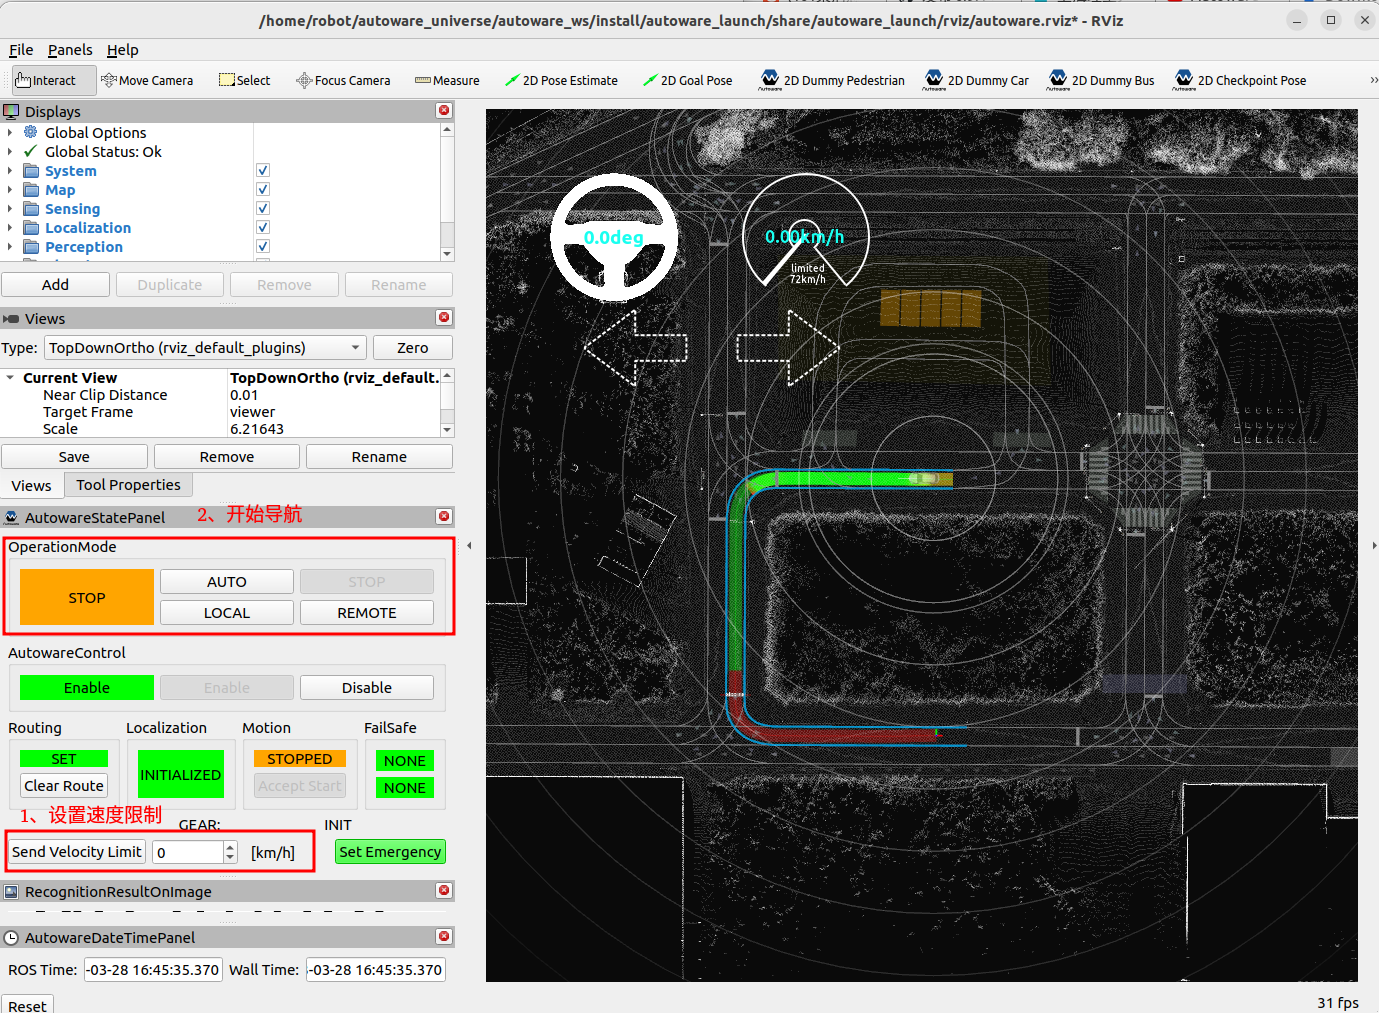 /home/robot/autoware_universe/autoware_ws/install/autoware_launch/share/autoware_launch/rviz/autoware.rviz* - RViz
File Panels Help
Interact Move Camera Select Focus Camera Measure 2D Pose Estimate 2D Goal Pose 2D Dummy Pedestrian 2D Dummy Car 2D Dummy Bus 2D Checkpoint Pose
Displays
Global Options
Global Status: Ok
System
Map
Sensing
Localization
Perception
Add Duplicate Remove Rename
Views
Type: TopDownOrtho (rviz_default_plugins) Zero
Current View TopDownOrtho (rviz_default.
Near Clip Distance 0.01
Target Frame viewer
Scale 6.21643
Save Remove Rename
Views Tool Properties
AutowareStatePanel 2、开始导航
OperationMode
STOP AUTO STOP
LOCAL REMOTE
AutowareControl
Enable Enable Disable
Routing Localization Motion FailSafe
SET INITIALIZED STOPPED NONE
Clear Route Accept Start NONE
1、设置速度限制
GEAR: INIT
Send Velocity Limit 0 [km/h] Set Emergency
RecognitionResultOnImage
AutowareDateTimePanel
ROS Time: -03-28 16:45:35.370 Wall Time: -03-28 16:45:35.370
Reset
0.0deg 0.00km/h
limited
72km/h
31 fps